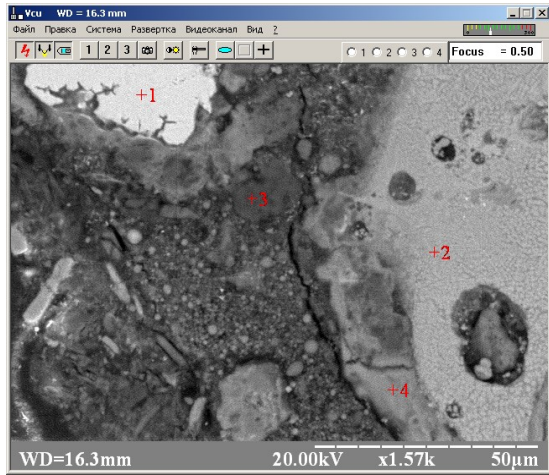 Vcu WD = 16.3 mm
Файл Правка Система Развертка Видеоканал Вид ?
1 2 3 1 2 3 4 Focus = 0.50
+1
+3
+2
+4
WD=16.3mm 20.00kV x1.57k 50µm